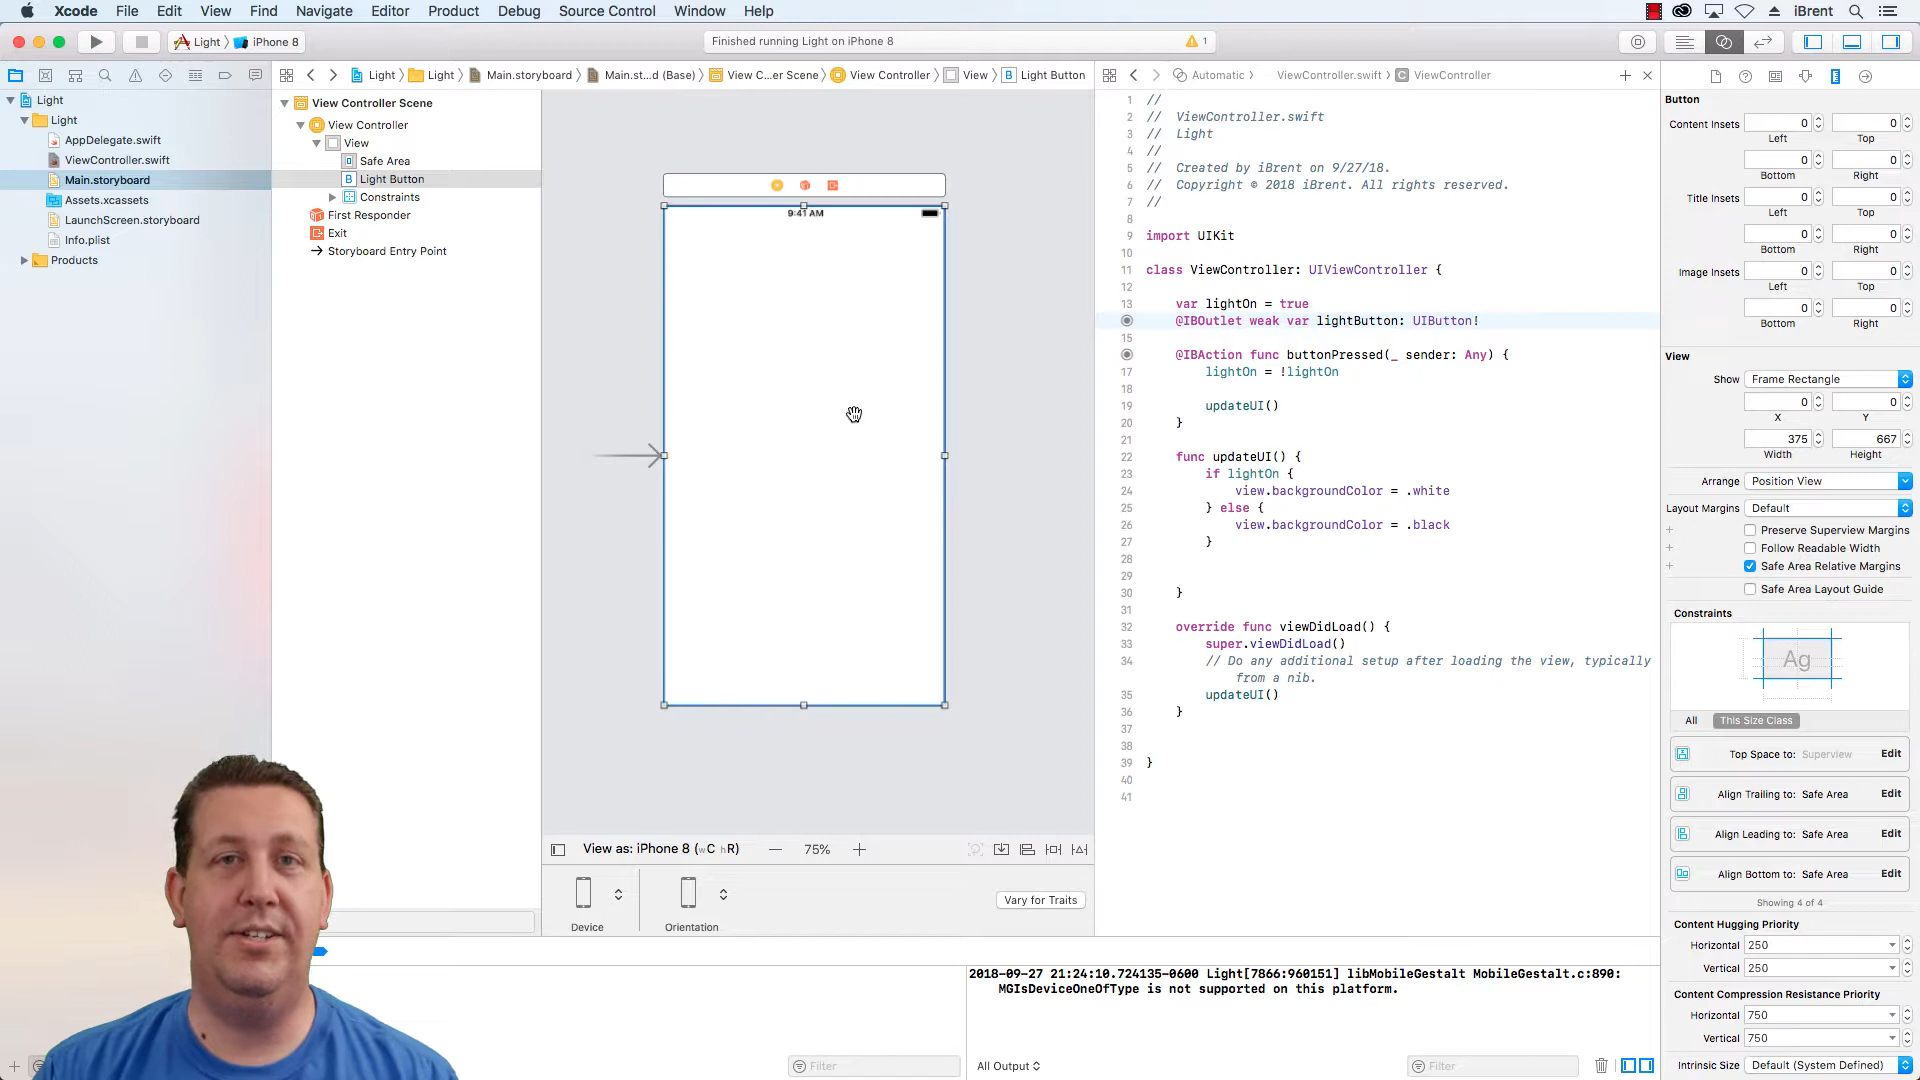 Xcode File Edit View Find Navigate Editor Product Debug Source Control Window Help
iBrent
Light iPhone 8
Finished running Light on iPhone 8
1
Light Light Main.storyboard Main.st...d (Base) View C...er Scene View Controller View B Light Button
Automatic ViewController.swift C ViewController
Light
Light
AppDelegate.swift
ViewController.swift
Main.storyboard
Assets.xcassets
LaunchScreen.storyboard
Info.plist
Products
View Controller Scene
View Controller
View
Safe Area
B Light Button
Constraints
First Responder
Exit
Storyboard Entry Point
9:41 AM
View as: iPhone 8 (wC hR)
75%
Device
Orientation
Vary for Traits
1 //
2 // ViewController.swift
3 // Light
4 //
5 // Created by iBrent on 9/27/18.
6 // Copyright © 2018 iBrent. All rights reserved.
7 //
8
9 import UIKit
10
11 class ViewController: UIViewController {
12
13 var lightOn = true
@IBOutlet weak var lightButton: UIButton!
15
@IBAction func buttonPressed(_ sender: Any) {
17 lightOn = !lightOn
18
19 updateUI()
20 }
21
22 func updateUI() {
23 if lightOn {
24 view.backgroundColor = .white
25 } else {
26 view.backgroundColor = .black
27 }
28
29
30 }
31
32 override func viewDidLoad() {
33 super.viewDidLoad()
34 // Do any additional setup after loading the view, typically
from a nib.
35 updateUI()
36 }
37
38
39 }
40
41
2018-09-27 21:24:10.724135-0600 Light[7866:960151] libMobileGestalt MobileGestalt.c:890:
MGIsDeviceOneOfType is not supported on this platform.
Filter
All Output
Filter
Button
Content Insets 0 0
Left Top
0 0
Bottom Right
Title Insets 0 0
Left Top
0 0
Bottom Right
Image Insets 0 0
Left Top
0 0
Bottom Right
View
Show Frame Rectangle
0 0
X Y
375 667
Width Height
Arrange Position View
Layout Margins Default
Preserve Superview Margins
Follow Readable Width
Safe Area Relative Margins
Safe Area Layout Guide
Constraints
Ag
All This Size Class
Top Space to: Superview Edit
Align Trailing to: Safe Area Edit
Align Leading to: Safe Area Edit
Align Bottom to: Safe Area Edit
Showing 4 of 4
Content Hugging Priority
Horizontal 250
Vertical 250
Content Compression Resistance Priority
Horizontal 750
Vertical 750
Intrinsic Size Default (System Defined)